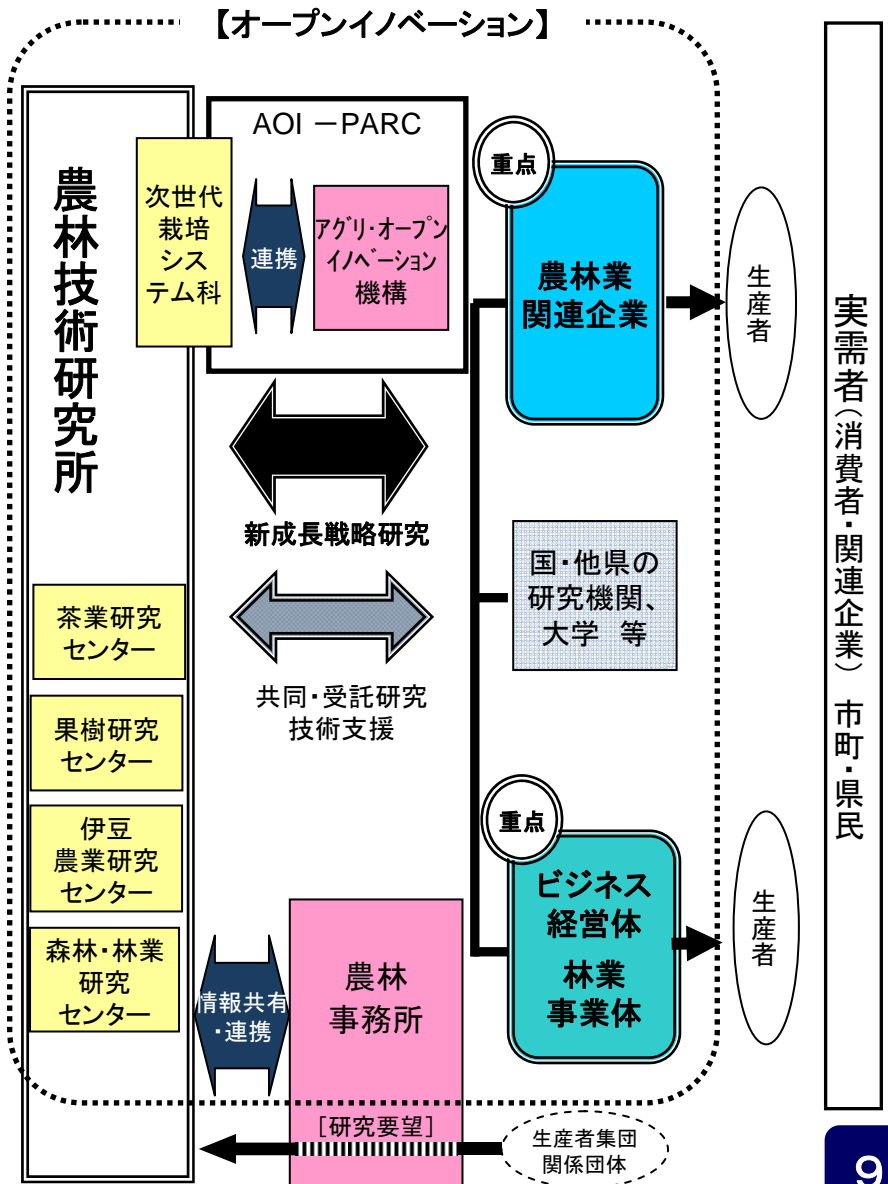 【オープンイノベーション】
農林技術研究所
AOI －PARC
次世代
栽培
シス
テム科
連携
アグリ・オープン
イノベーション
機構
重点
農林業
関連企業
生産者
新成長戦略研究
国・他県の
研究機関、
大学 等
共同・受託研究
技術支援
茶業研究
センター
果樹研究
センター
伊豆
農業研究
センター
森林・林業
研究
センター
情報共有
・連携
農林
事務所
重点
ビジネス
経営体
林業
事業体
生産者
［研究要望］
生産者集団
関係団体
実需者（消費者・関連企業） 市町・県民
9